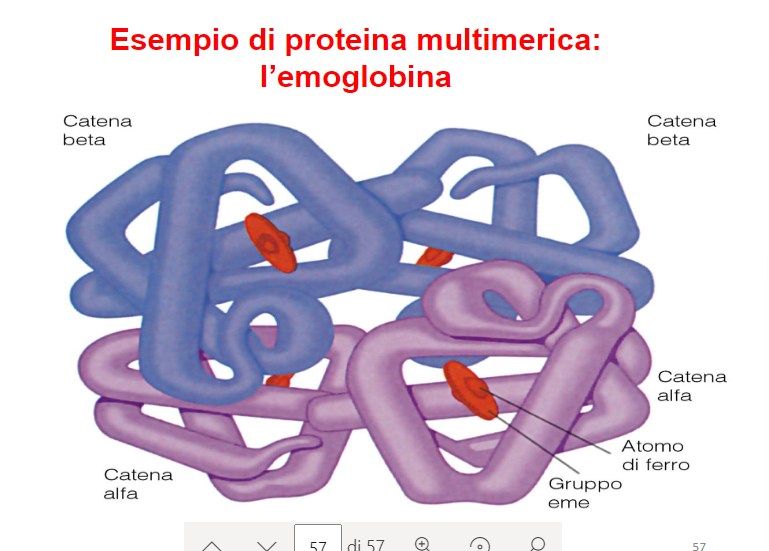 Esempio di proteina multimerica:
l’emoglobina
Catena
beta
Catena
beta
Catena
alfa
Atomo
di ferro
Gruppo
eme
Catena
alfa
57 di 57
57